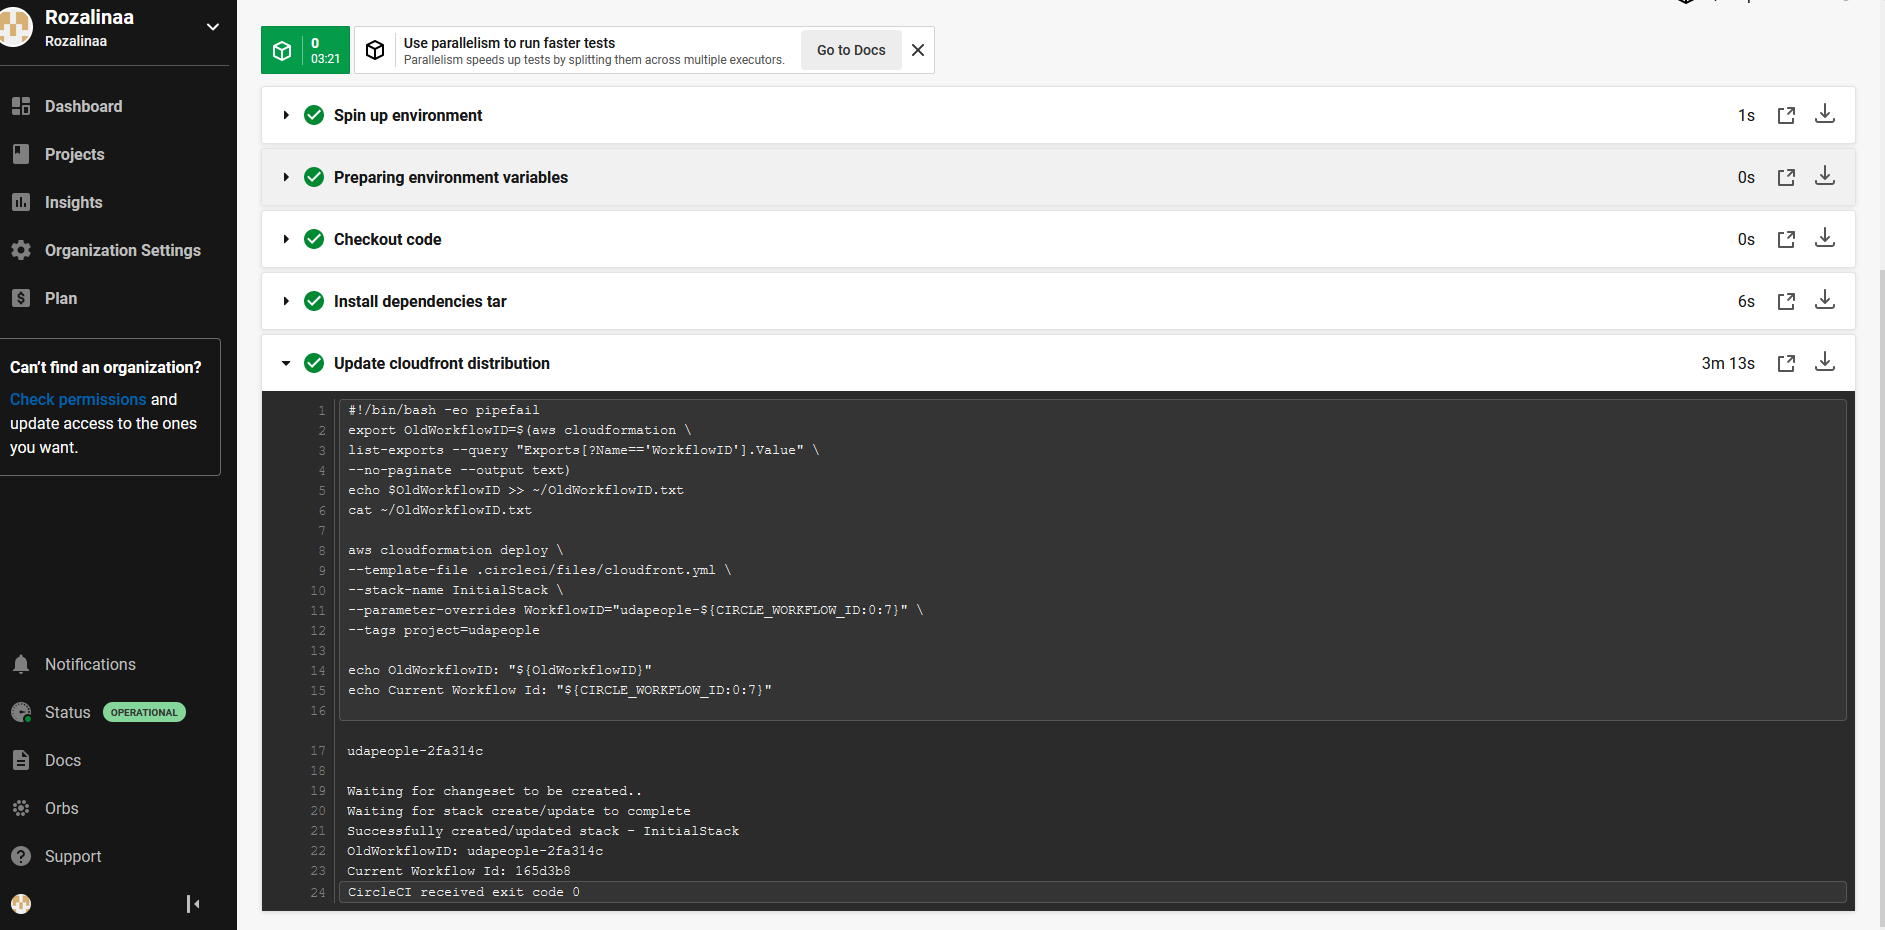 Rozalinaa
Rozalinaa
Dashboard
Projects
Insights
Organization Settings
Plan
Can't find an organization?
Check permissions and
update access to the ones
you want.
Notifications
Status OPERATIONAL
Docs
Orbs
Support
0
03:21
Use parallelism to run faster tests
Parallelism speeds up tests by splitting them across multiple executors.
Go to Docs
Spin up environment 1s
Preparing environment variables 0s
Checkout code 0s
Install dependencies tar 6s
Update cloudfront distribution 3m 13s
1 #!/bin/bash -eo pipefail
2 export OldWorkflowID=$(aws cloudformation \
3 list-exports --query "Exports[?Name=='WorkflowID'].Value" \
4 --no-paginate --output text)
5 echo $OldWorkflowID >> ~/OldWorkflowID.txt
6 cat ~/OldWorkflowID.txt
7
8 aws cloudformation deploy \
9 --template-file .circleci/files/cloudfront.yml \
10 --stack-name InitialStack \
11 --parameter-overrides WorkflowID="udapeople-${CIRCLE_WORKFLOW_ID:0:7}" \
12 --tags project=udapeople
13
14 echo OldWorkflowID: "${OldWorkflowID}"
15 echo Current Workflow Id: "${CIRCLE_WORKFLOW_ID:0:7}"
16
17 udapeople-2fa314c
18
19 Waiting for changeset to be created..
20 Waiting for stack create/update to complete
21 Successfully created/updated stack - InitialStack
22 OldWorkflowID: udapeople-2fa314c
23 Current Workflow Id: 165d3b8
24 CircleCI received exit code 0